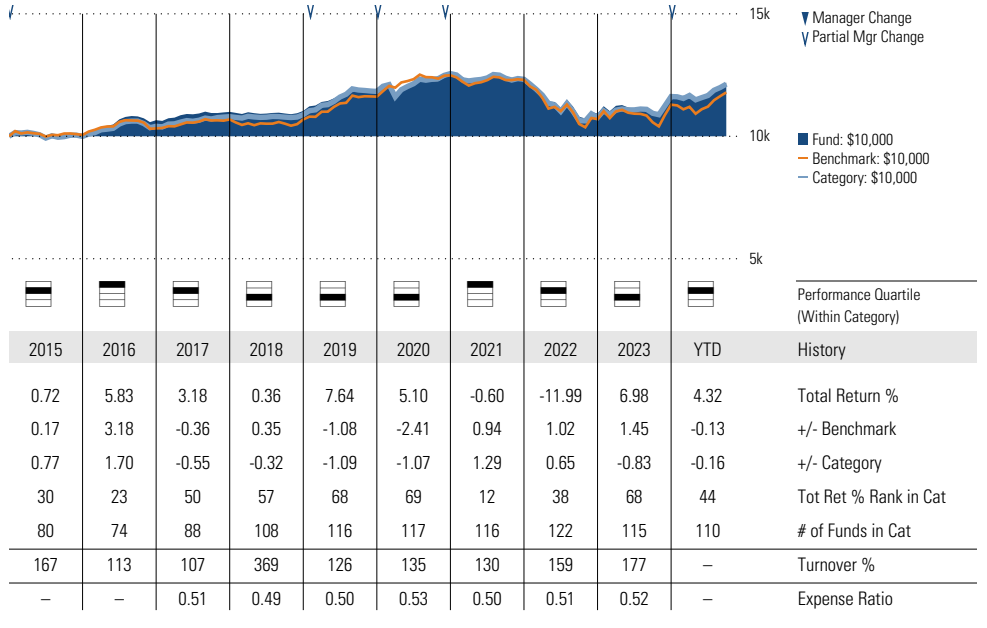 15k
▼ Manager Change
∨ Partial Mgr Change
10k
Fund: $10,000
Benchmark: $10,000
Category: $10,000
5k
Performance Quartile
(Within Category)
2015 2016 2017 2018 2019 2020 2021 2022 2023 YTD History
0.72 5.83 3.18 0.36 7.64 5.10 -0.60 -11.99 6.98 4.32 Total Return %
0.17 3.18 -0.36 0.35 -1.08 -2.41 0.94 1.02 1.45 -0.13 +/- Benchmark
0.77 1.70 -0.55 -0.32 -1.09 -1.07 1.29 0.65 -0.83 -0.16 +/- Category
30 23 50 57 68 69 12 38 68 44 Tot Ret % Rank in Cat
80 74 88 108 116 117 116 122 115 110 # of Funds in Cat
167 113 107 369 126 135 130 159 177 – Turnover %
– – 0.51 0.49 0.50 0.53 0.50 0.51 0.52 – Expense Ratio